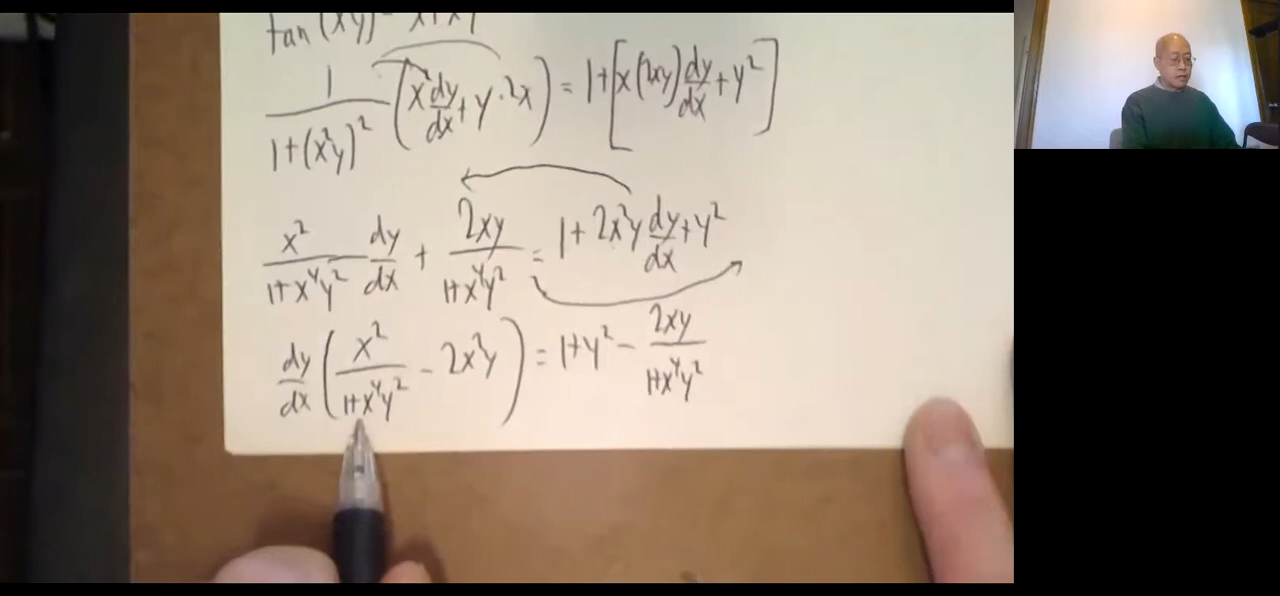 1/(1+(x²y)²) (x² dy/dx + y·2x) = 1+[x(2xy) dy/dx + y²]
x²/(1+x⁴y²) dy/dx + 2xy/(1+x⁴y²) = 1 + 2x²y dy/dx + y²
dy/dx (x²/(1+x⁴y²) - 2x²y) = 1+y² - 2xy/(1+x⁴y²)